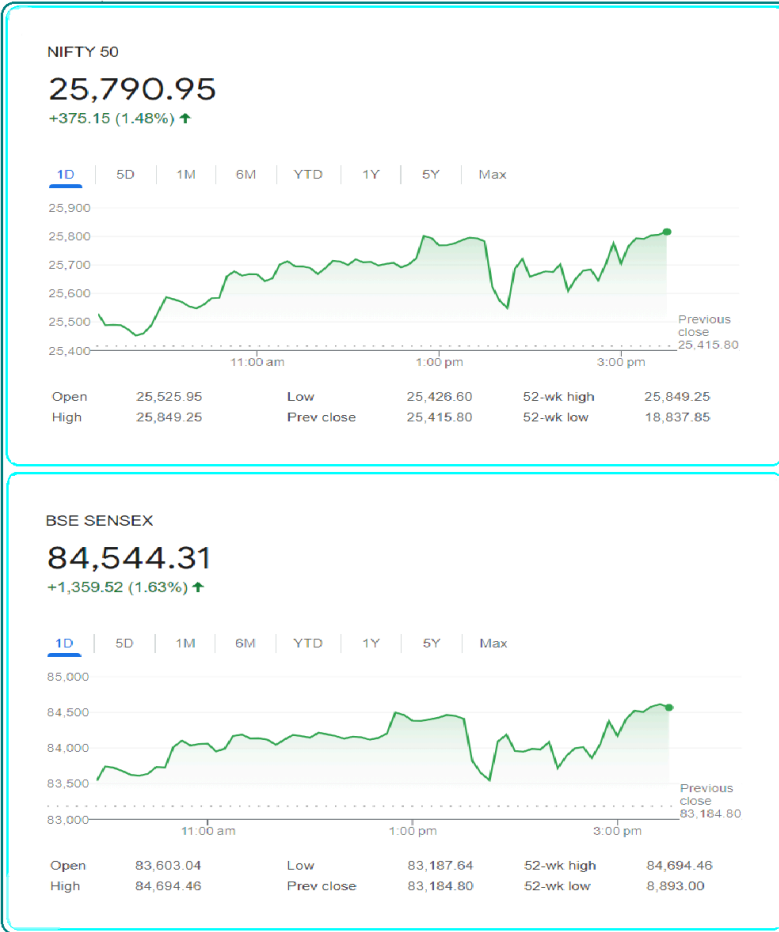 NIFTY 50
25,790.95
+375.15 (1.48%) ↑
1D 5D 1M 6M YTD 1Y 5Y Max
25,900
25,800
25,700
25,600
25,500
25,400
Previous
close
25,415.80
11:00 am 1:00 pm 3:00 pm
Open 25,525.95 Low 25,426.60 52-wk high 25,849.25
High 25,849.25 Prev close 25,415.80 52-wk low 18,837.85
BSE SENSEX
84,544.31
+1,359.52 (1.63%) ↑
1D 5D 1M 6M YTD 1Y 5Y Max
85,000
84,500
84,000
83,500
83,000
Previous
close
83,184.80
11:00 am 1:00 pm 3:00 pm
Open 83,603.04 Low 83,187.64 52-wk high 84,694.46
High 84,694.46 Prev close 83,184.80 52-wk low 8,893.00